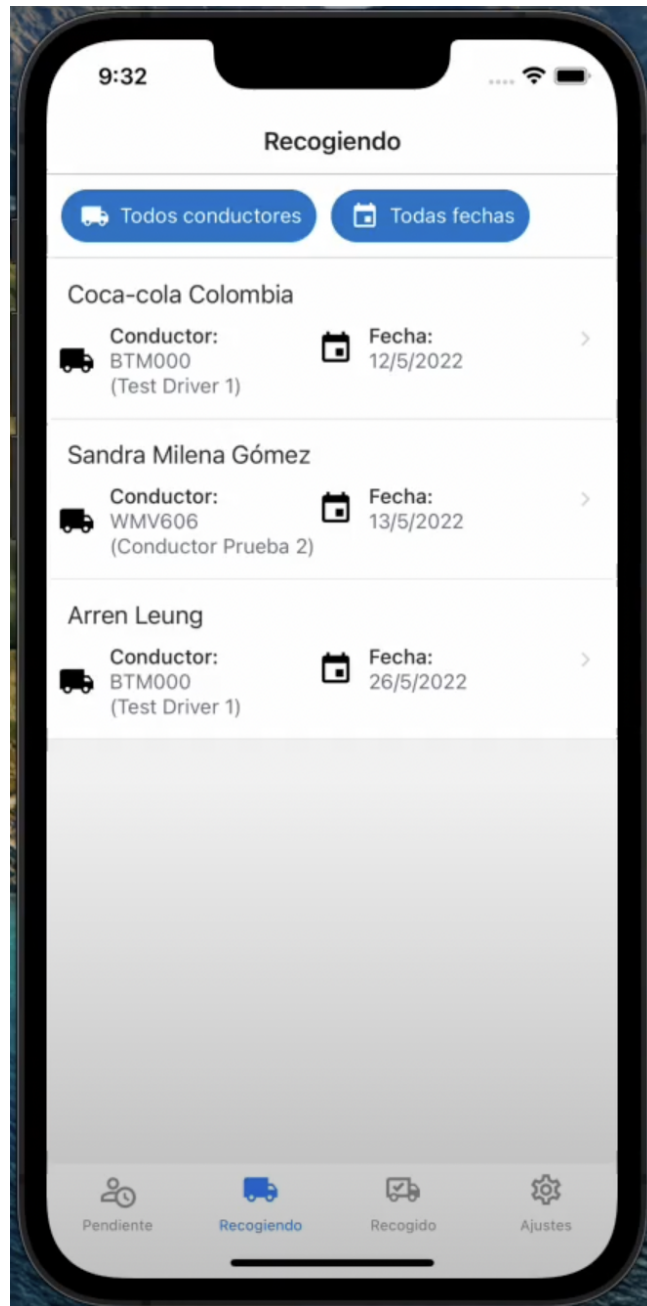 9:32
Recogiendo
Todos conductores
Todas fechas
Coca-cola Colombia
Conductor:
Fecha:
BTM000
12/5/2022
(Test Driver 1)
Sandra Milena Gómez
Conductor:
Fecha:
WMV606
13/5/2022
(Conductor Prueba 2)
Arren Leung
Conductor:
Fecha:
BTM000
26/5/2022
(Test Driver 1)
Pendiente
Recogiendo
Recogido
Ajustes